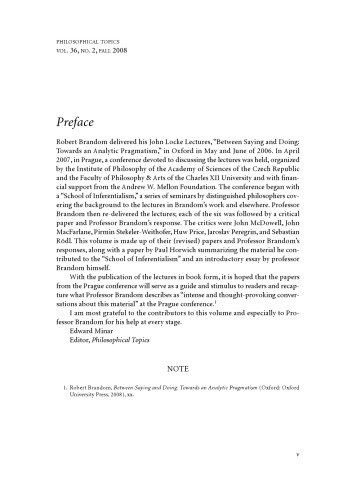 PHILOSOPHICAL TOPICS
VOL. 36, NO. 2, FALL 2008
Preface
Robert Brandom delivered his John Locke Lectures, “Between Saying and Doing:
Towards an Analytic Pragmatism,” in Oxford in May and June of 2006. In April
2007, in Prague, a conference devoted to discussing the lectures was held, organized
by the Institute of Philosophy of the Academy of Sciences of the Czech Republic
and the Faculty of Philosophy & Arts of the Charles XII University and with finan-
cial support from the Andrew W. Mellon Foundation. The conference began with
a “School of Inferentialism,” a series of seminars by distinguished philosophers cov-
ering the background to the lectures in Brandom’s work and elsewhere. Professor
Brandom then re-delivered the lectures; each of the six was followed by a critical
paper and Professor Brandom’s response. The critics were John McDowell, John
MacFarlane, Pirmin Stekeler-Weithofer, Huw Price, Jaroslav Peregrin, and Sebastian
Rödl. This volume is made up of their (revised) papers and Professor Brandom’s
responses, along with a paper by Paul Horwich summarizing the material he con-
tributed to the “School of Inferentialism” and an introductory essay by professor
Brandom himself.
With the publication of the lectures in book form, it is hoped that the papers
from the Prague conference will serve as a guide and stimulus to readers and recap-
ture what Professor Brandom describes as “intense and thought-provoking conver-
sations about this material” at the Prague conference.1
I am most grateful to the contributors to this volume and especially to Pro-
fessor Brandom for his help at every stage.
Edward Minar
Editor, Philosophical Topics
NOTE
1. Robert Brandom, Between Saying and Doing: Towards an Analytic Pragmatism (Oxford: Oxford
University Press, 2008), xx.
v